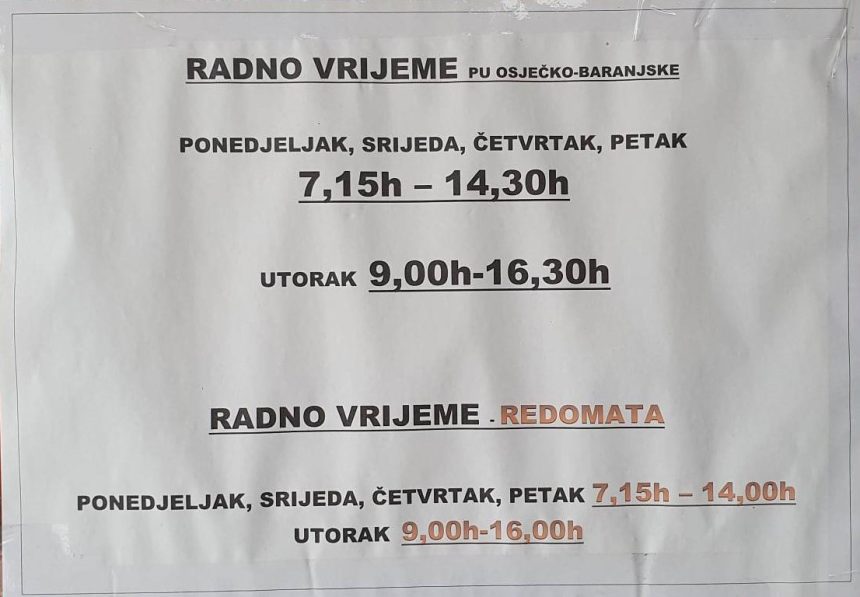 RADNO VRIJEME PU OSJEČKO-BARANJSKE
PONEDJELJAK, SRIJEDA, ČETVRTAK, PETAK
7,15h – 14,30h
UTORAK 9,00h-16,30h
RADNO VRIJEME - REDOMATA
PONEDJELJAK, SRIJEDA, ČETVRTAK, PETAK 7,15h – 14,00h
UTORAK 9,00h-16,00h